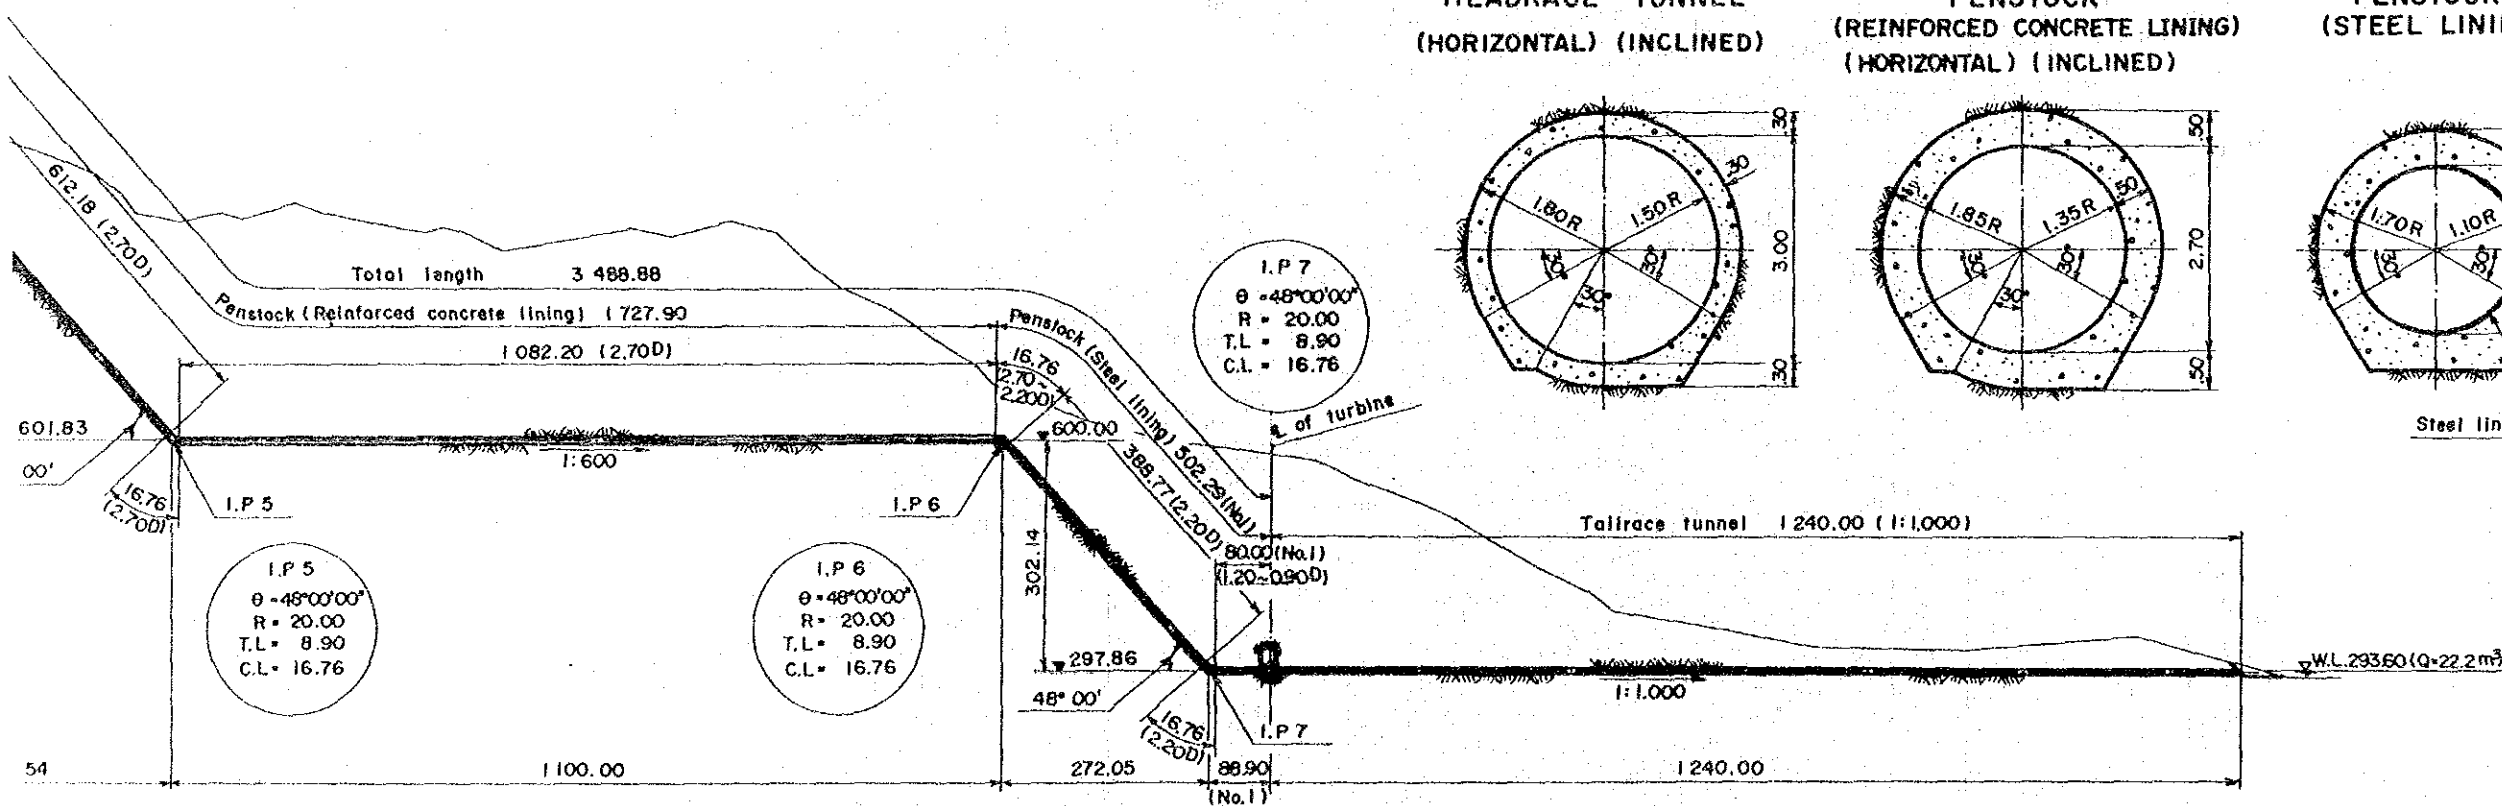 (HORIZONTAL) (INCLINED)
(REINFORCED CONCRETE LINING)
(HORIZONTAL) (INCLINED)
.30
.30
1.80R
1.50R
30°
30°
30°
3.00
.30
.50
.50
1.85R
1.35R
30°
30°
30°
2.70
.50
1.70R
1.10R
30°
30°
612.18 (2.70D)
Total length 3 488.88
Penstock (Reinforced concrete lining) 1 727.90
1 082.20 (2.70D)
Penstock (Steel lining) 502.29 (No.1)
16.76
(2.70~
2.20D)
388.77 (2.20D)
I.P 7
θ = 48°00'00"
R = 20.00
T.L = 8.90
C.L = 16.76
℄ of turbine
601.83
00'
16.76
(2.70D)
I.P 5
1:600
I.P 6
600.00
302.14
80.00 (No.1)
(1.20~0.90D)
Tailrace tunnel 1 240.00 (1:1,000)
I.P 5
θ = 48°00'00"
R = 20.00
T.L = 8.90
C.L = 16.76
I.P 6
θ = 48°00'00"
R = 20.00
T.L = 8.90
C.L = 16.76
297.86
48° 00'
16.76
(2.20D)
I.P 7
1:1.000
W.L. 293.60 (Q=22.2m³
54
1 100.00
272.05
88.90
(No.1)
1 240.00